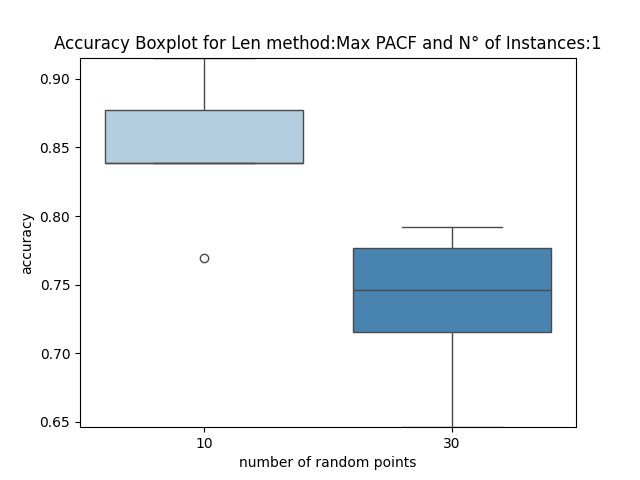 Accuracy Boxplot for Len method:Max PACF and N° of Instances:1
0.90
0.85
0.80
0.75
0.70
0.65
accuracy
10
30
number of random points